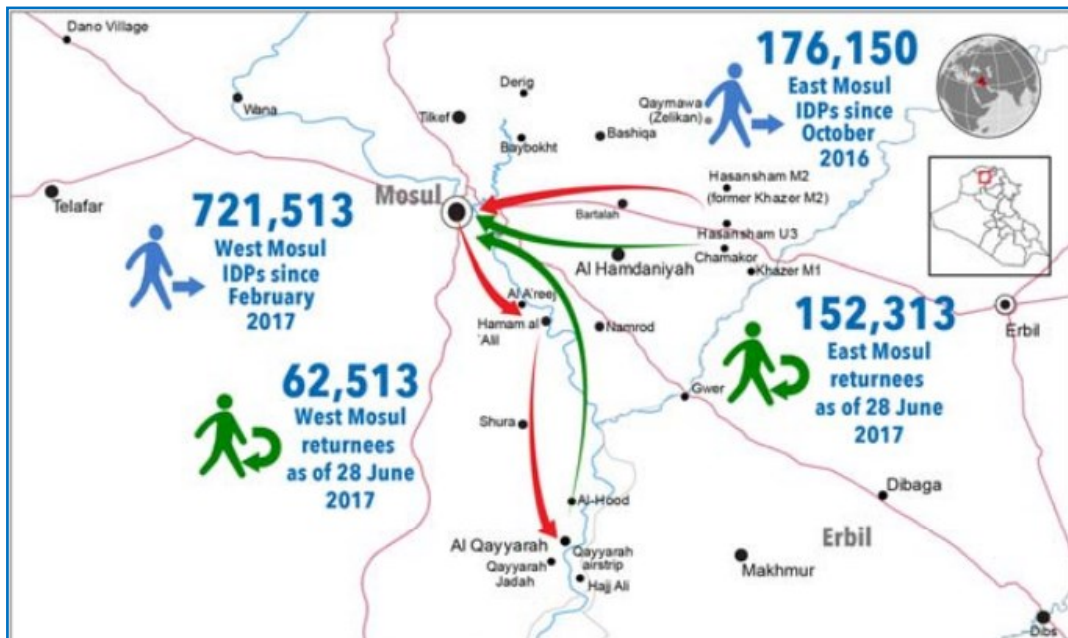 Dano Village
176,150
East Mosul
IDPs since
October
2016
Derig
Wana
Tilkef
Qaymawa
(Zelikan)
Bashiqa
Baybokht
Telafar
Mosul
Hasansham M2
(former Khazer M2)
Bartalah
721,513
West Mosul
IDPs since
February
2017
Hasansham U3
Chamakor
Al Hamdaniyah
Khazer M1
Al A'reej
Hamam al
'Alil
Namrod
Erbil
152,313
East Mosul
returnees
as of 28 June
2017
62,513
West Mosul
returnees
as of 28 June
2017
Gwer
Shura
Al-Hood
Dibaga
Al Qayyarah
Qayyarah
airstrip
Qayyarah
Jadah
Hajj Ali
Erbil
Makhmur
Dibs